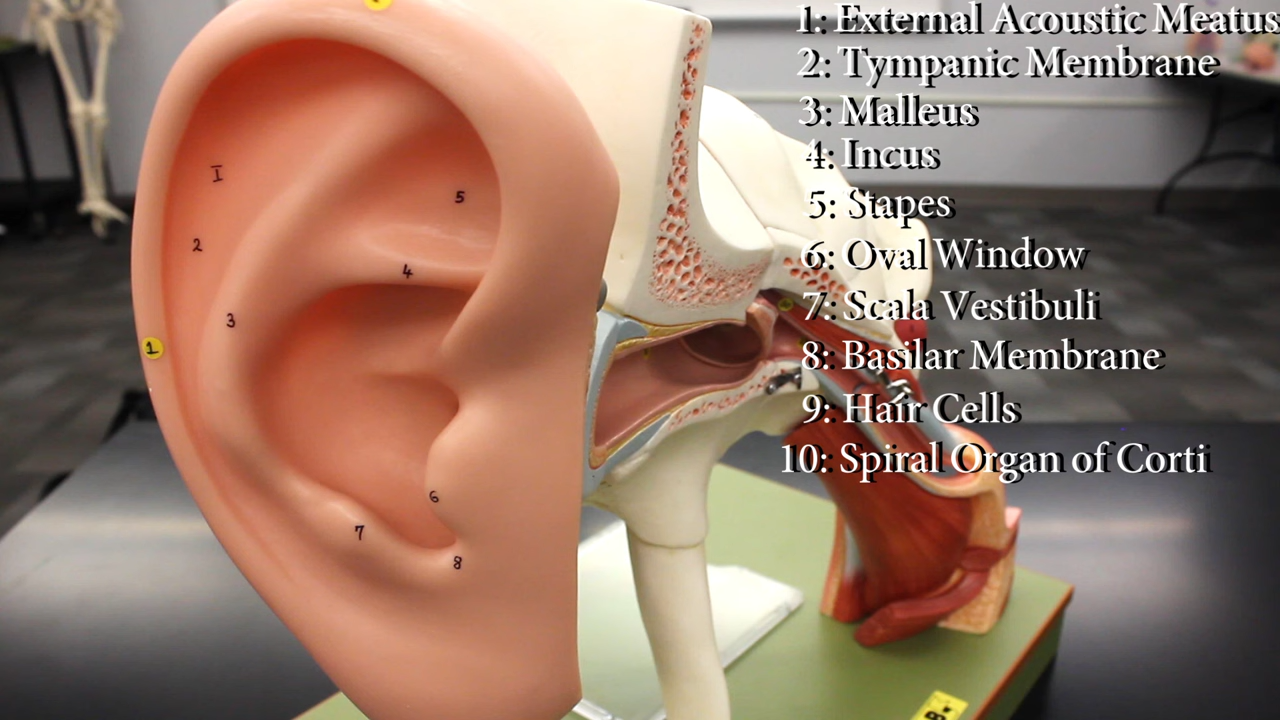 1: External Acoustic Meatus
2: Tympanic Membrane
3: Malleus
4: Incus
5: Stapes
6: Oval Window
7: Scala Vestibuli
8: Basilar Membrane
9: Hair Cells
10: Spiral Organ of Corti
I
5
2
4
3
1
6
7
8